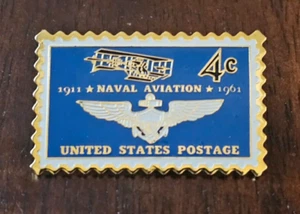 4c
1911 ★ NAVAL AVIATION ★ 1961
UNITED STATES POSTAGE